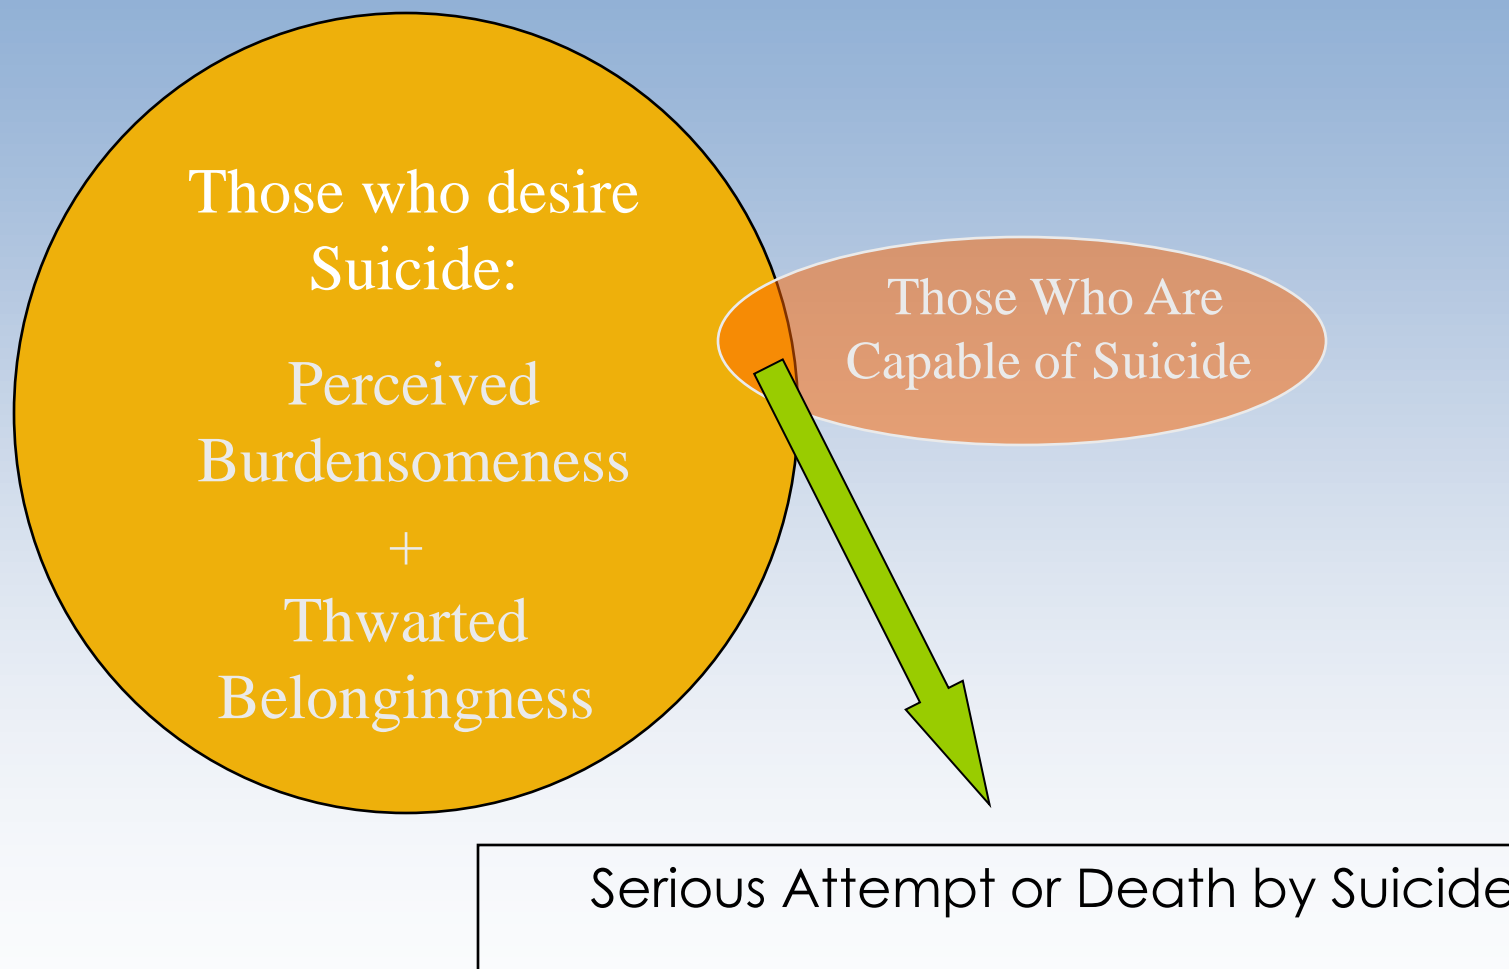 Those who desire
Suicide:
Perceived
Burdensomeness
+
Thwarted
Belongingness
Those Who Are
Capable of Suicide
Serious Attempt or Death by Suicide